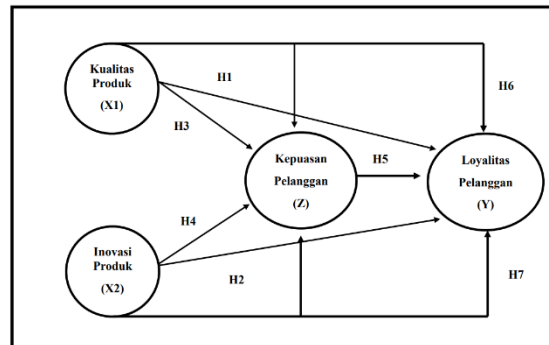 Kualitas
Produk
(X1)
H1
H3
H6
Kepuasan
Pelanggan
(Z)
H5
Loyalitas
Pelanggan
(Y)
H4
Inovasi
Produk
(X2)
H2
H7